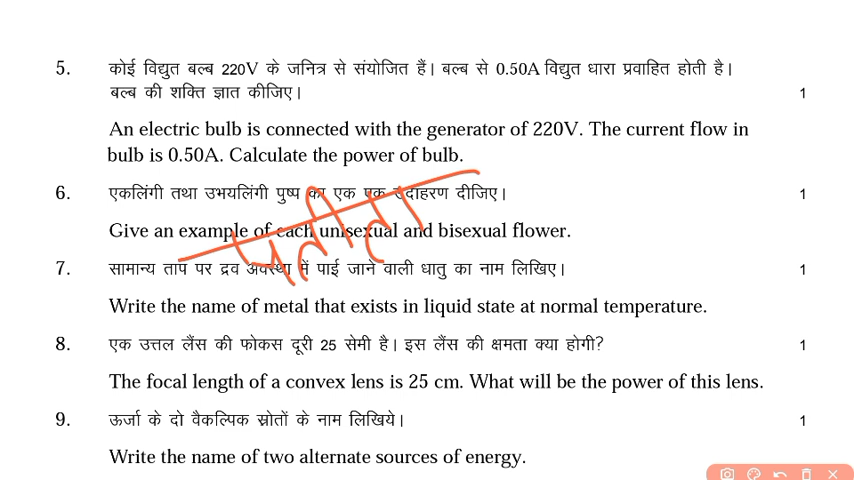 5. कोई विद्युत बल्ब 220V के जनित्र से संयोजित हैं। बल्ब से 0.50A विद्युत धारा प्रवाहित होती है।
बल्ब की शक्ति ज्ञात कीजिए। 1
An electric bulb is connected with the generator of 220V. The current flow in
bulb is 0.50A. Calculate the power of bulb.
6. एकलिंगी तथा उभयलिंगी पुष्प का एक एक उदाहरण दीजिए। 1
Give an example of each unisexual and bisexual flower.
पपीता
7. सामान्य ताप पर द्रव अवस्था में पाई जाने वाली धातु का नाम लिखिए। 1
Write the name of metal that exists in liquid state at normal temperature.
8. एक उत्तल लैंस की फोकस दूरी 25 सेमी है। इस लैंस की क्षमता क्या होगी? 1
The focal length of a convex lens is 25 cm. What will be the power of this lens.
9. ऊर्जा के दो वैकल्पिक स्रोतों के नाम लिखिये। 1
Write the name of two alternate sources of energy.